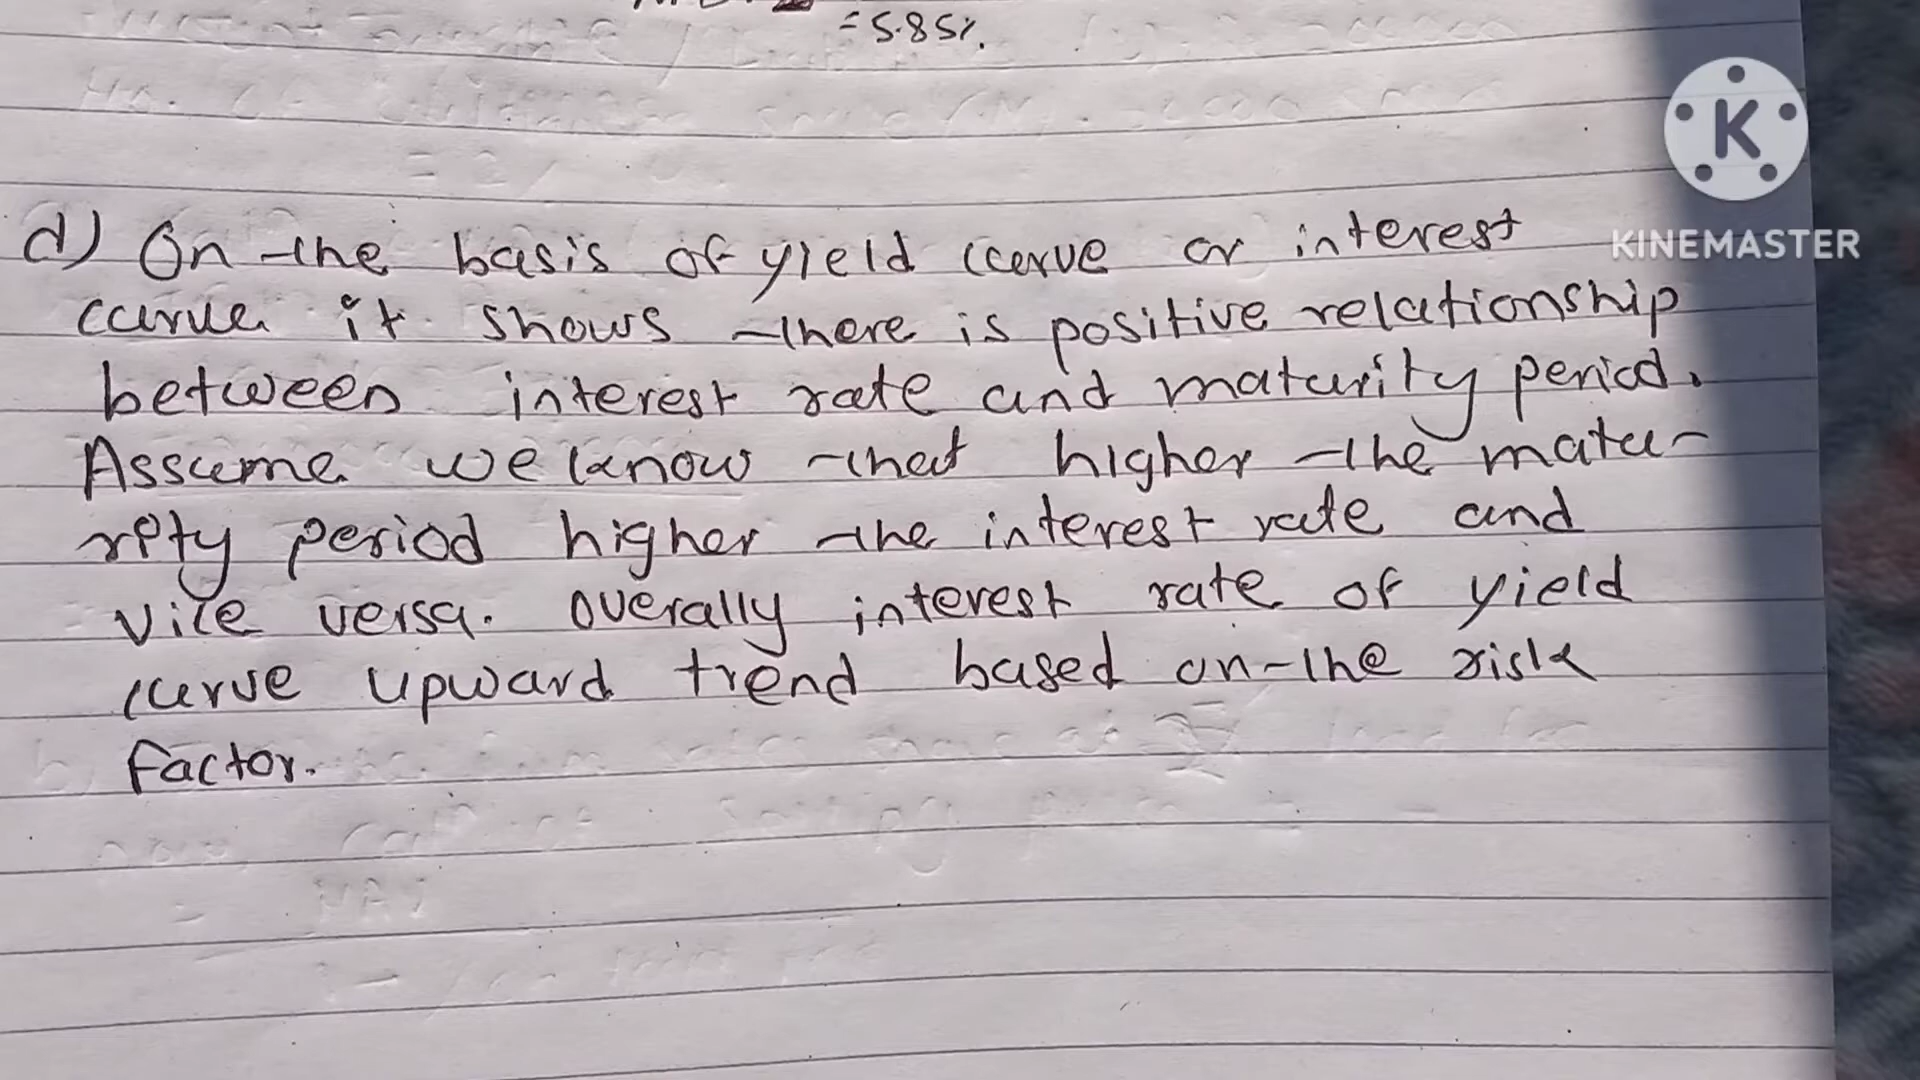 = 5.85%.
K
KINEMASTER
d) On the basis of yield curve or interest
curve it shows there is positive relationship
between interest rate and maturity period.
Assume we know that higher the matu-
rity period higher the interest rate and
vice versa. Overally interest rate of yield
curve upward trend based on the risk
factor.